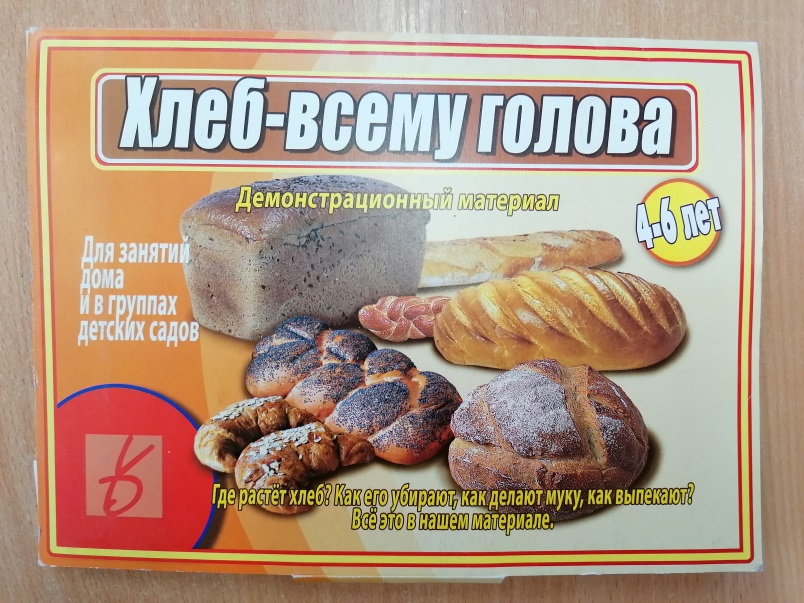 Хлеб-всему голова
Демонстрационный материал
4-6 лет
Для занятий
дома
и в группах
детских садов
Где растёт хлеб? Как его убирают, как делают муку, как выпекают?
Всё это в нашем материале.